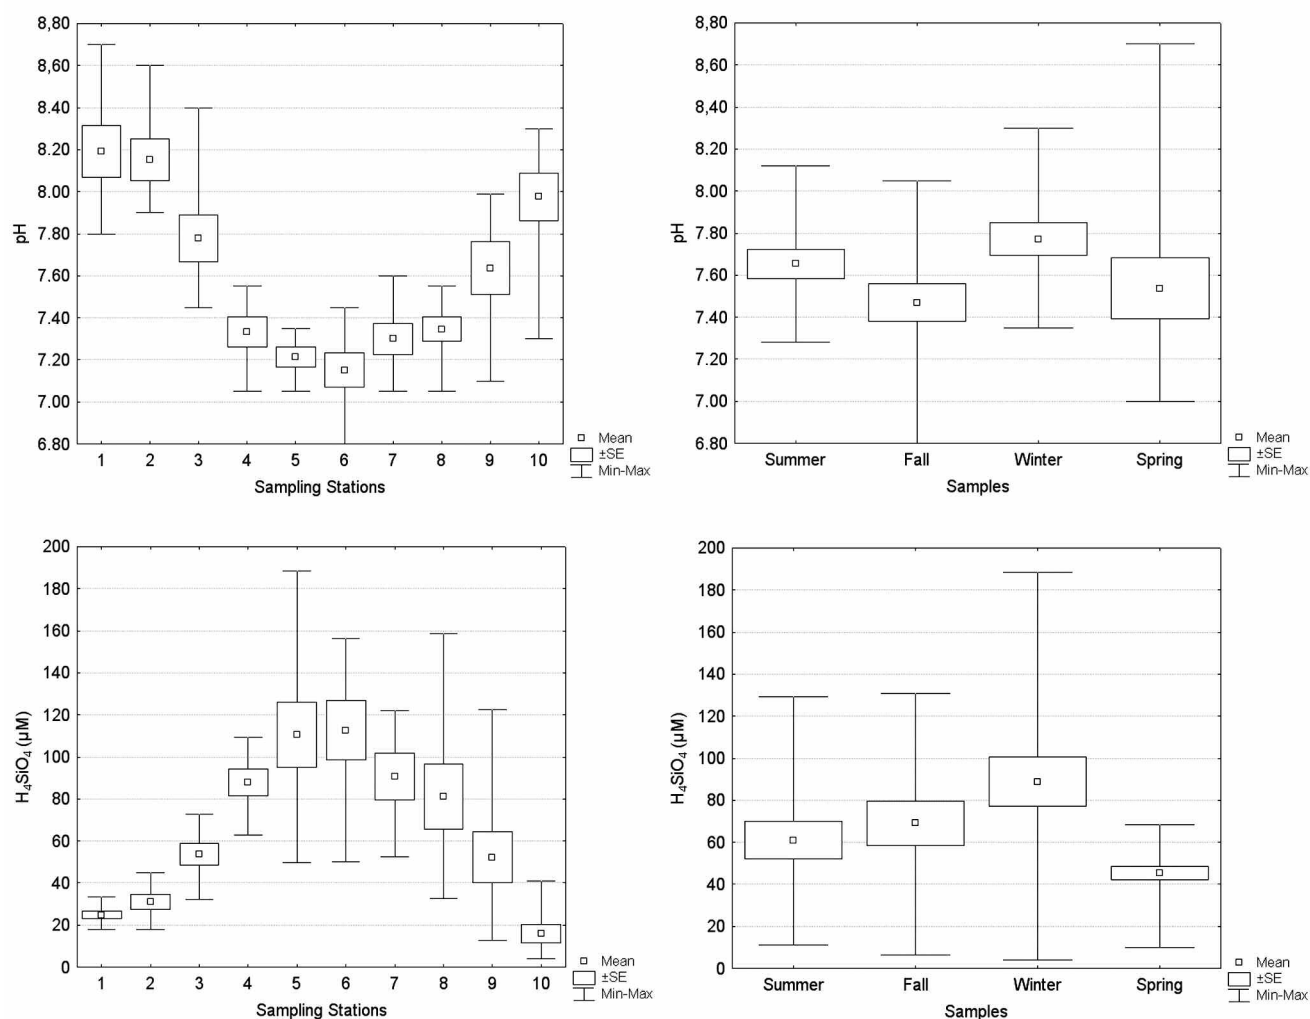 8,80
8,60
8,40
8.20
8.00
7.80
7.60
7.40
7.20
7.00
6.80
pH
1 2 3 4 5 6 7 8 9 10
Sampling Stations
Mean
±SE
Min-Max
8,80
8,60
8,40
8.20
8.00
7.80
7.60
7.40
7.20
7.00
6.80
pH
Summer Fall Winter Spring
Samples
Mean
±SE
Min-Max
200
180
160
140
120
100
80
60
40
20
0
H₄SiO₄ (µM)
1 2 3 4 5 6 7 8 9 10
Sampling Stations
Mean
±SE
Min-Max
200
180
160
140
120
100
80
60
40
20
0
H₄SiO₄ (µM)
Summer Fall Winter Spring
Samples
Mean
±SE
Min-Max